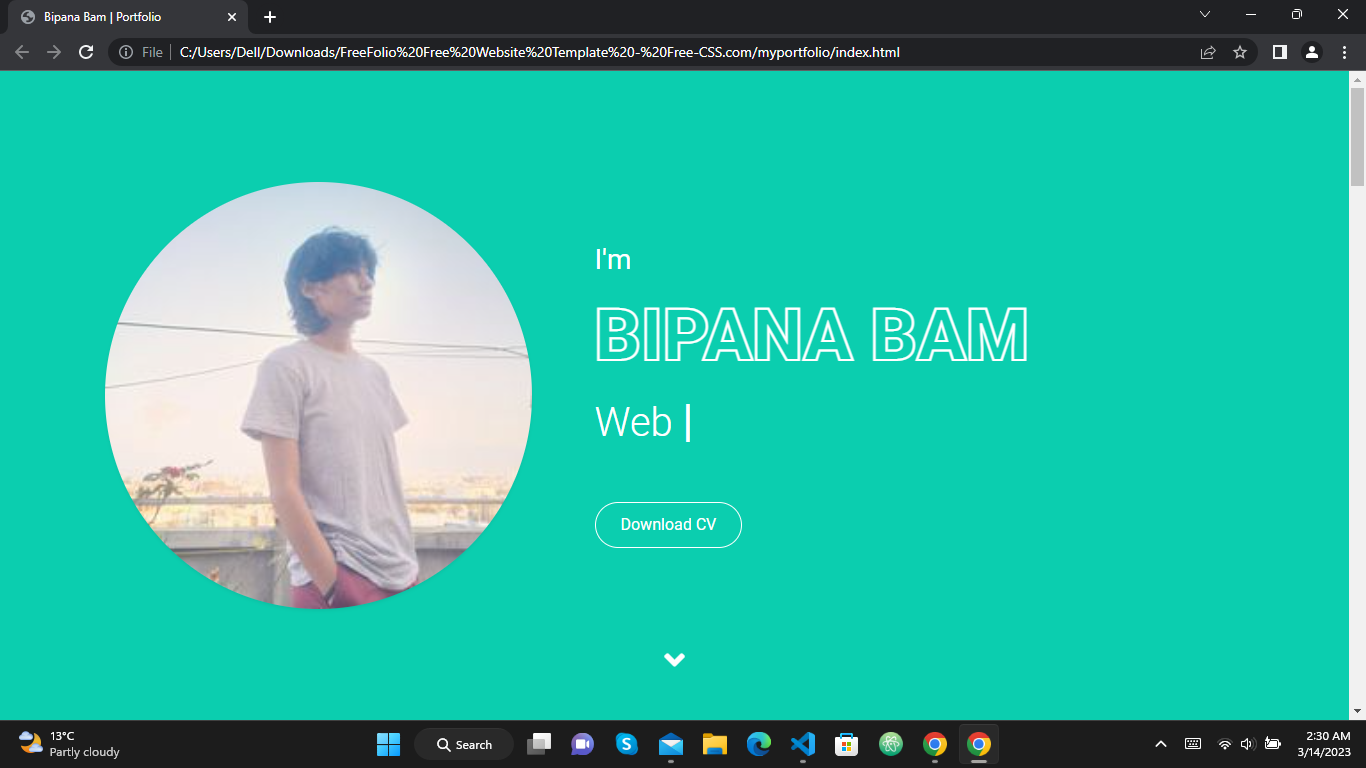 Bipana Bam | Portfolio
File
C:/Users/Dell/Downloads/FreeFolio%20Free%20Website%20Template%20-%20Free-CSS.com/myportfolio/index.html
I'm
BIPANA BAM
Web |
Download CV
13°C
Partly cloudy
Search
2:30 AM
3/14/2023